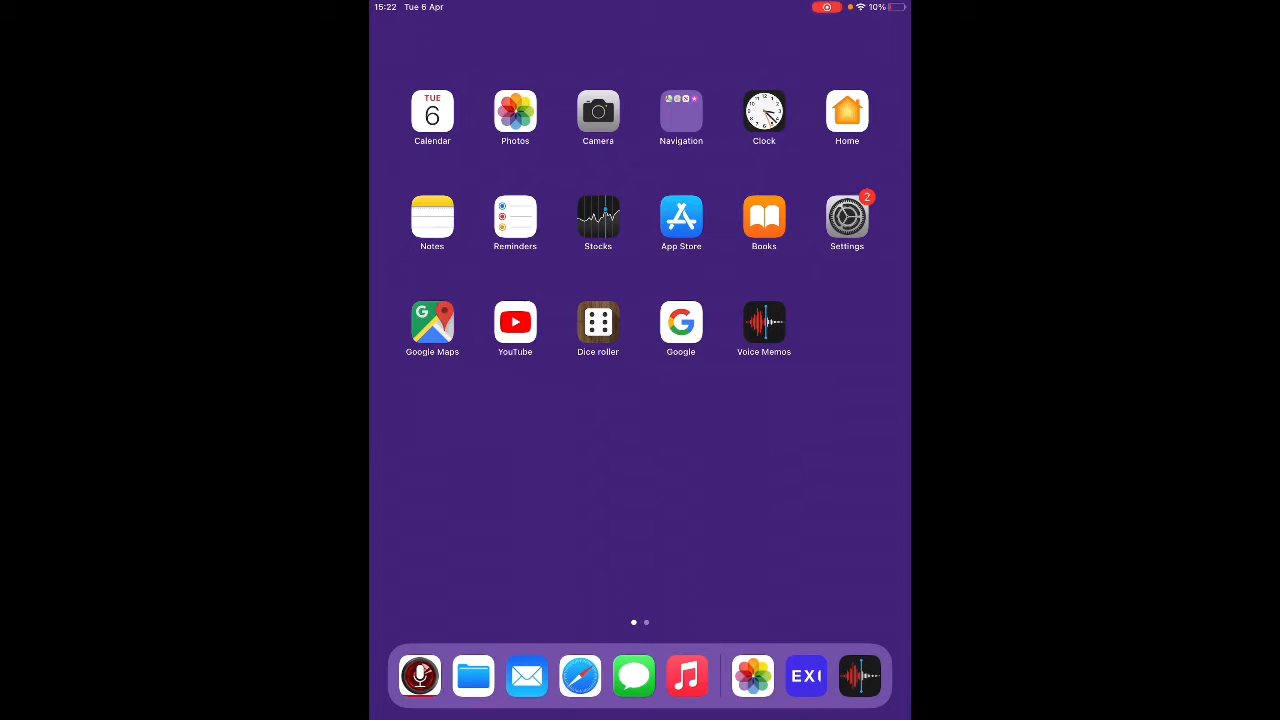 15:22 Tue 6 Apr 10%
TUE
6
Calendar Photos Camera Navigation Clock Home
2
Notes Reminders Stocks App Store Books Settings
G
Google Maps YouTube Dice roller Google Voice Memos
EXI